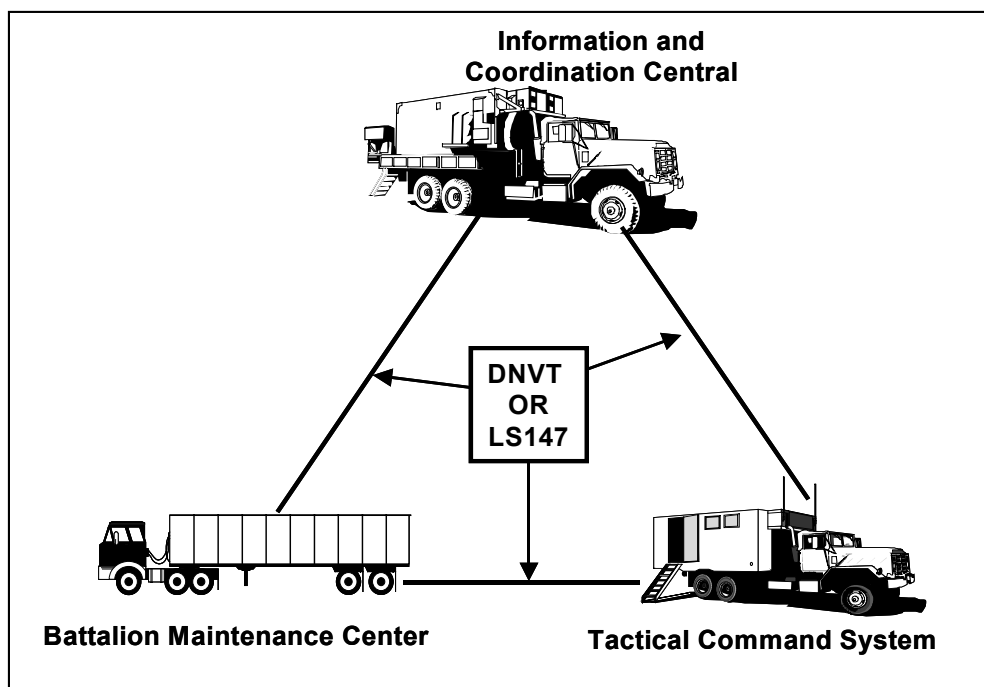 Information and
Coordination Central
DNVT
OR
LS147
Battalion Maintenance Center
Tactical Command System